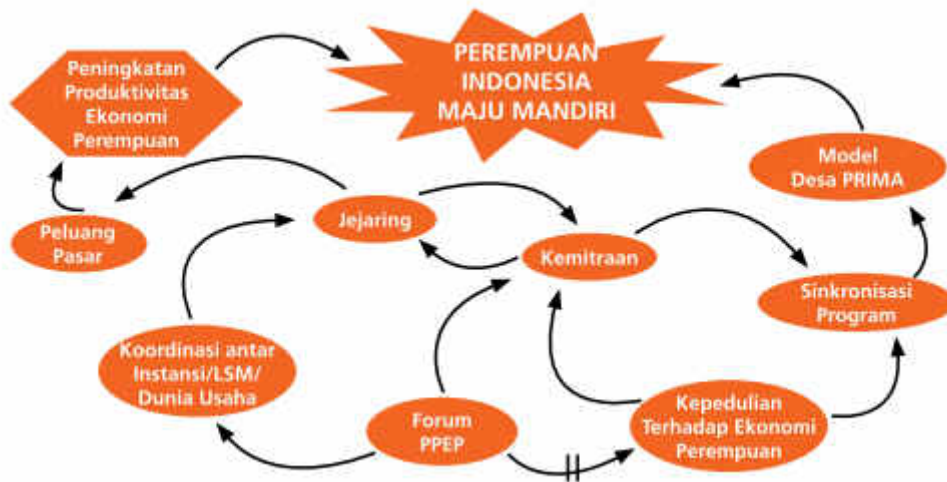 Peningkatan
Produktivitas
Ekonomi
Perempuan
PEREMPUAN
INDONESIA
MAJU MANDIRI
Model
Desa PRIMA
Jejaring
Peluang
Pasar
Kemitraan
Sinkronisasi
Program
Koordinasi antar
Instansi/LSM/
Dunia Usaha
Forum
PPEP
Kepedulian
Terhadap Ekonomi
Perempuan